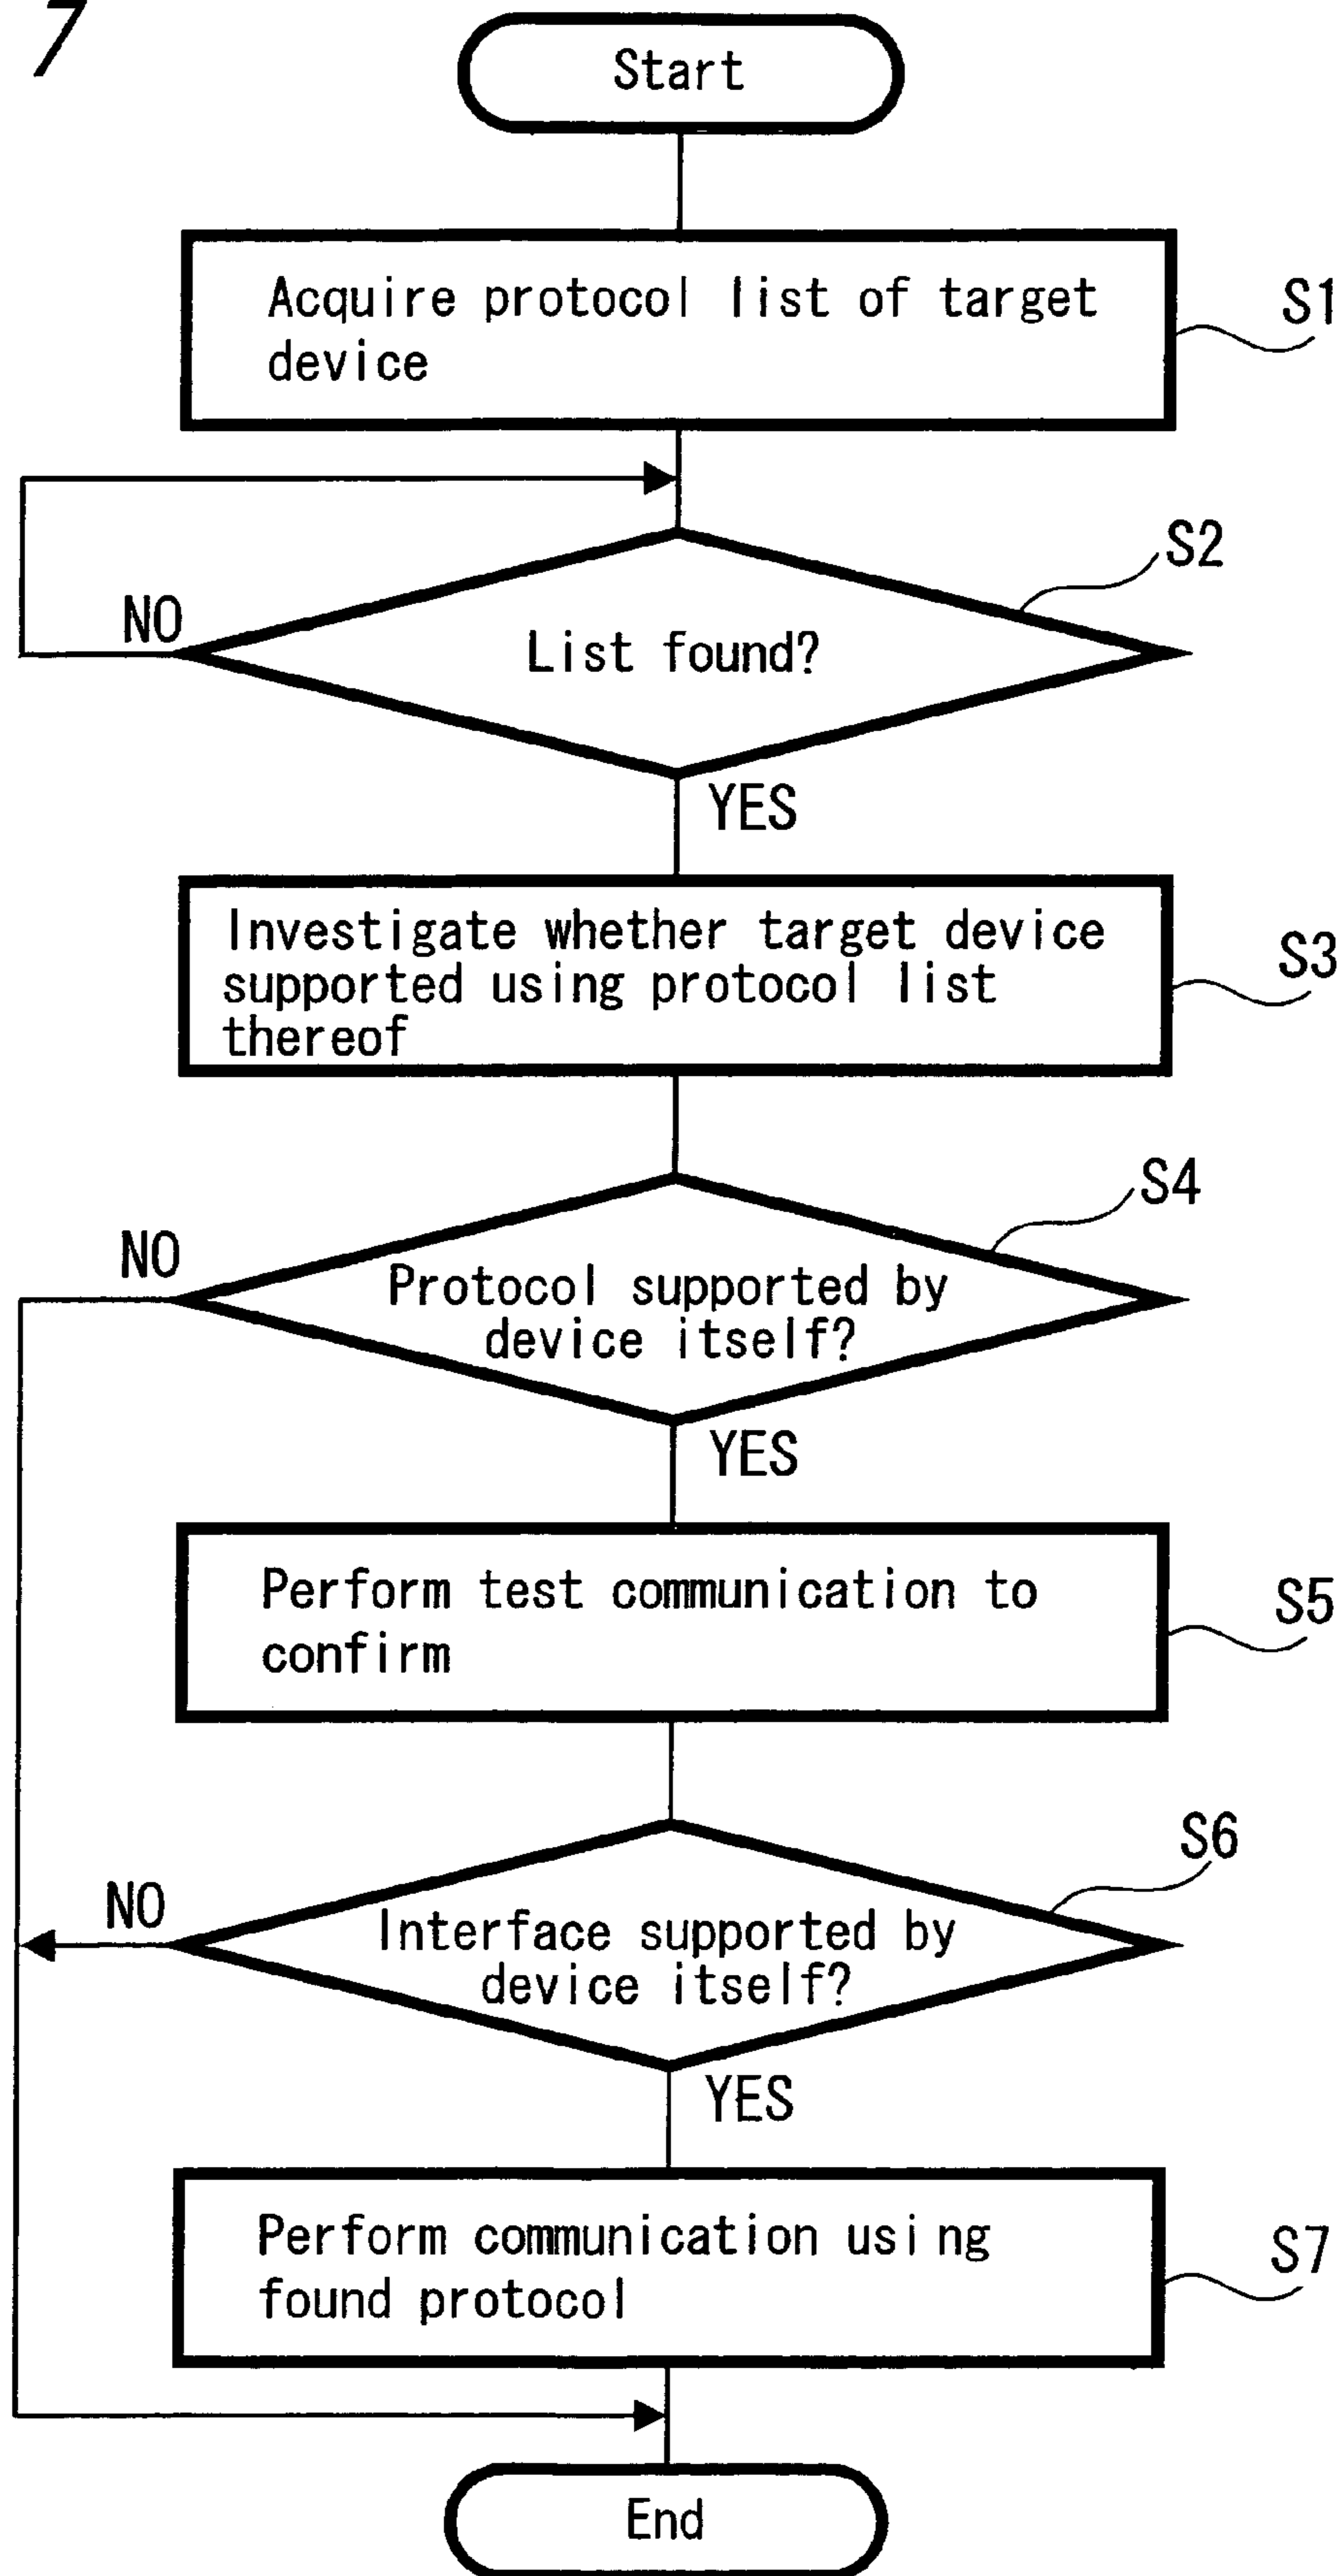 7
Start
Acquire protocol list of target
device
S1
S2
NO
List found?
YES
Investigate whether target device
supported using protocol list
thereof
S3
S4
NO
Protocol supported by
device itself?
YES
Perform test communication to
confirm
S5
S6
NO
Interface supported by
device itself?
YES
Perform communication using
found protocol
S7
End